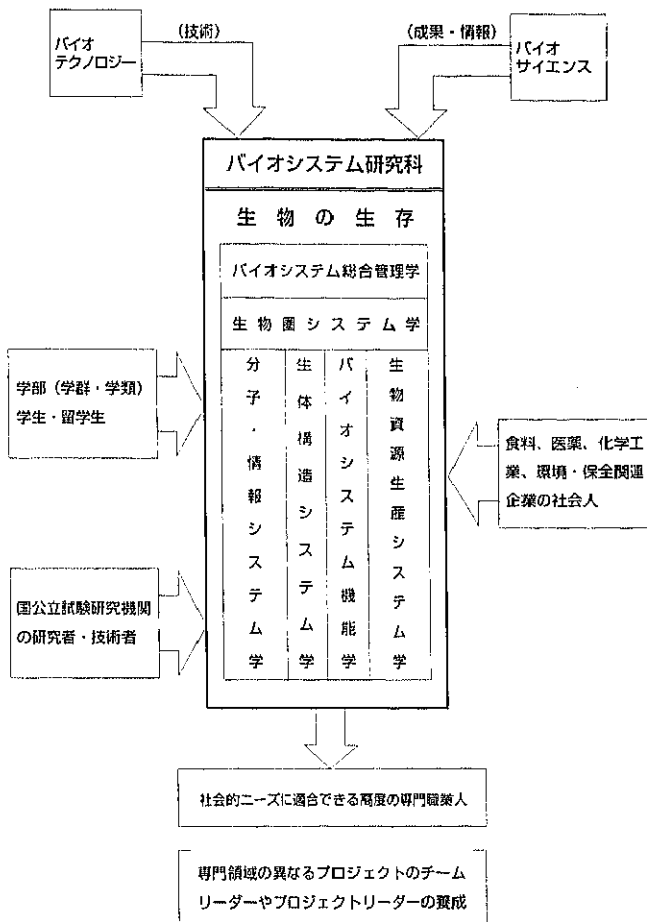 バイオ
テクノロジー
(技術)
(成果・情報)
バイオ
サイエンス
バイオシステム研究科
生物の生存
バイオシステム総合管理学
生物圏システム学
分子・情報システム学
生体構造システム学
バイオシステム機能学
生物資源生産システム学
学部(学群・学類)
学生・留学生
国公立試験研究機関
の研究者・技術者
食料、医薬、化学工
業、環境・保全関連
企業の社会人
社会的ニーズに適合できる高度の専門職業人
専門領域の異なるプロジェクトのチーム
リーダーやプロジェクトリーダーの養成